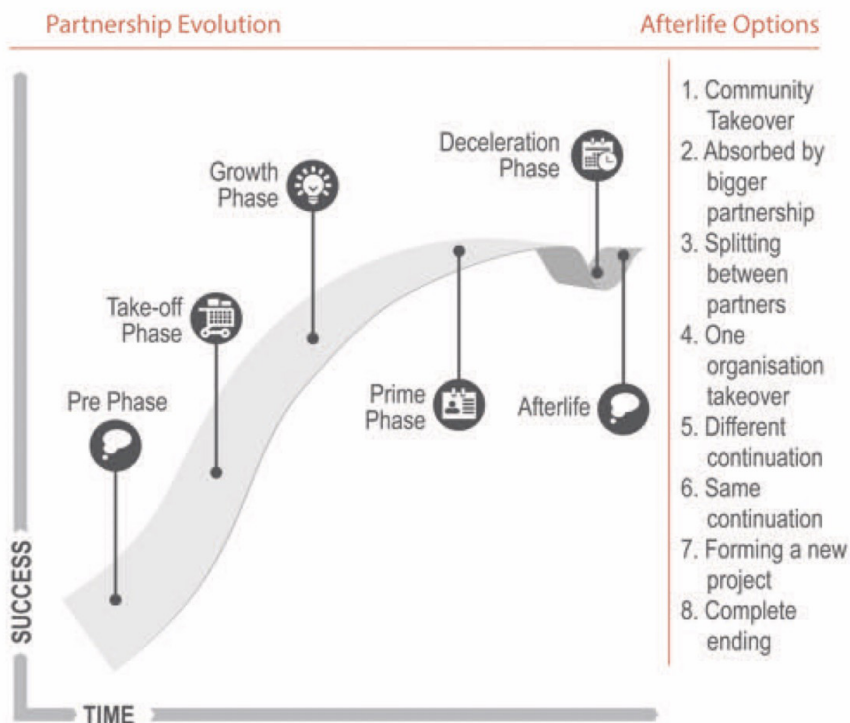 Partnership Evolution
Afterlife Options
Deceleration
Phase
Growth
Phase
Take-off
Phase
Pre Phase
Prime
Phase
Afterlife
SUCCESS
TIME
1. Community
Takeover
2. Absorbed by
bigger
partnership
3. Splitting
between
partners
4. One
organisation
takeover
5. Different
continuation
6. Same
continuation
7. Forming a new
project
8. Complete
ending